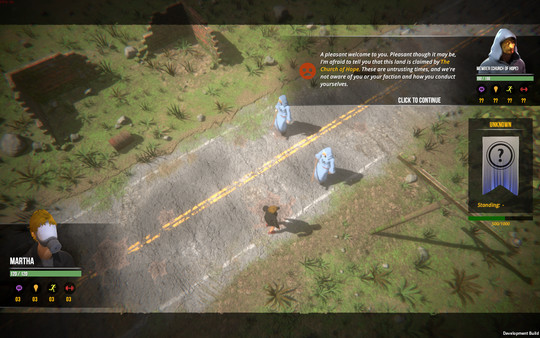 A pleasant welcome to you. Pleasant though it may be,
I'm afraid to tell you that this land is claimed by The
Church of Hope. These are untrusting times, and we're
not aware of you or your faction and how you conduct
yourselves.
CLICK TO CONTINUE
CHURCH OF HOPE)
?? ?? ?? ??
UNKNOWN
?
Standing: -
MARTHA
120 / 120
03 03 03 03
Development Build